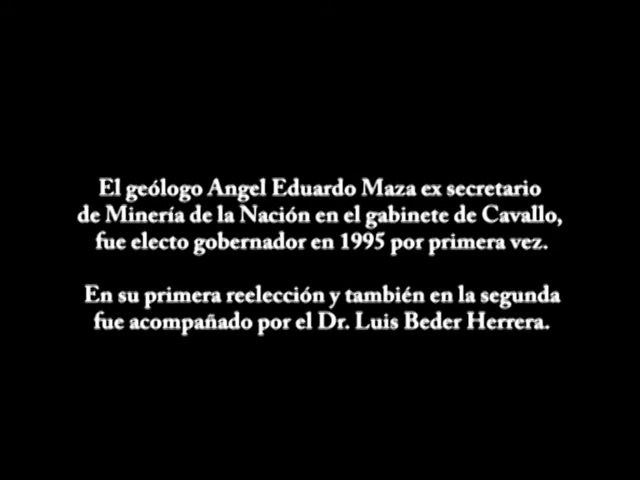 El geólogo Angel Eduardo Maza ex secretario
de Minería de la Nación en el gabinete de Cavallo,
fue electo gobernador en 1995 por primera vez.
En su primera reelección y también en la segunda
fue acompañado por el Dr. Luis Beder Herrera.